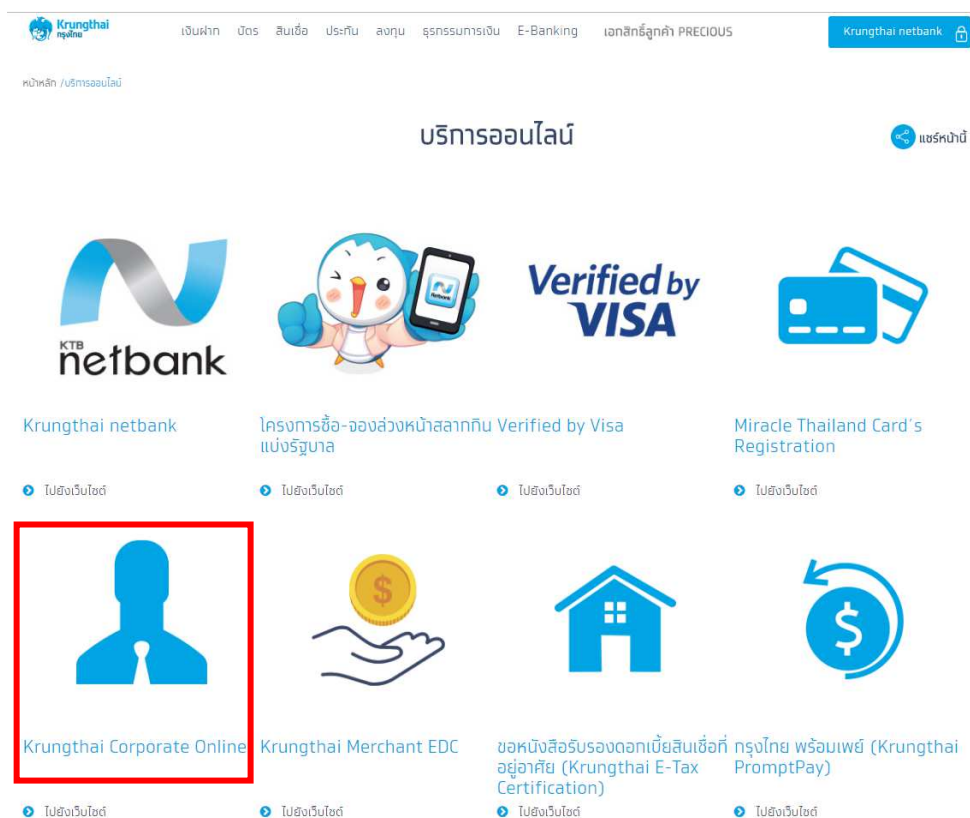 Krungthai
กรุงไทย
เงินฝาก บัตร สินเชื่อ ประกัน ลงทุน ธุรกรรมการเงิน E-Banking เอกสิทธิ์ลูกค้า PRECIOUS
Krungthai netbank
หน้าหลัก /บริการออนไลน์
บริการออนไลน์
แชร์หน้านี้
KTB
netbank
Netbank
Verified by
VISA
Krungthai netbank
โครงการซื้อ-จองล่วงหน้าสลากกินแบ่งรัฐบาล
Verified by Visa
Miracle Thailand Card's
Registration
ไปยังเว็บไซต์
ไปยังเว็บไซต์
ไปยังเว็บไซต์
ไปยังเว็บไซต์
Krungthai Corporate Online
Krungthai Merchant EDC
ขอหนังสือรับรองดอกเบี้ยสินเชื่อที่
อยู่อาศัย (Krungthai E-Tax
Certification)
กรุงไทย พร้อมเพย์ (Krungthai
PromptPay)
ไปยังเว็บไซต์
ไปยังเว็บไซต์
ไปยังเว็บไซต์
ไปยังเว็บไซต์